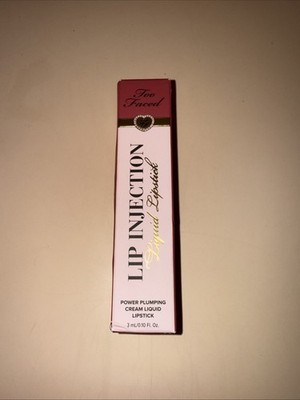 Too
Faced
LIP INJECTION
Liquid Lipstick
POWER PLUMPING
CREAM LIQUID
LIPSTICK
3 mL/0.10 Fl. Oz.